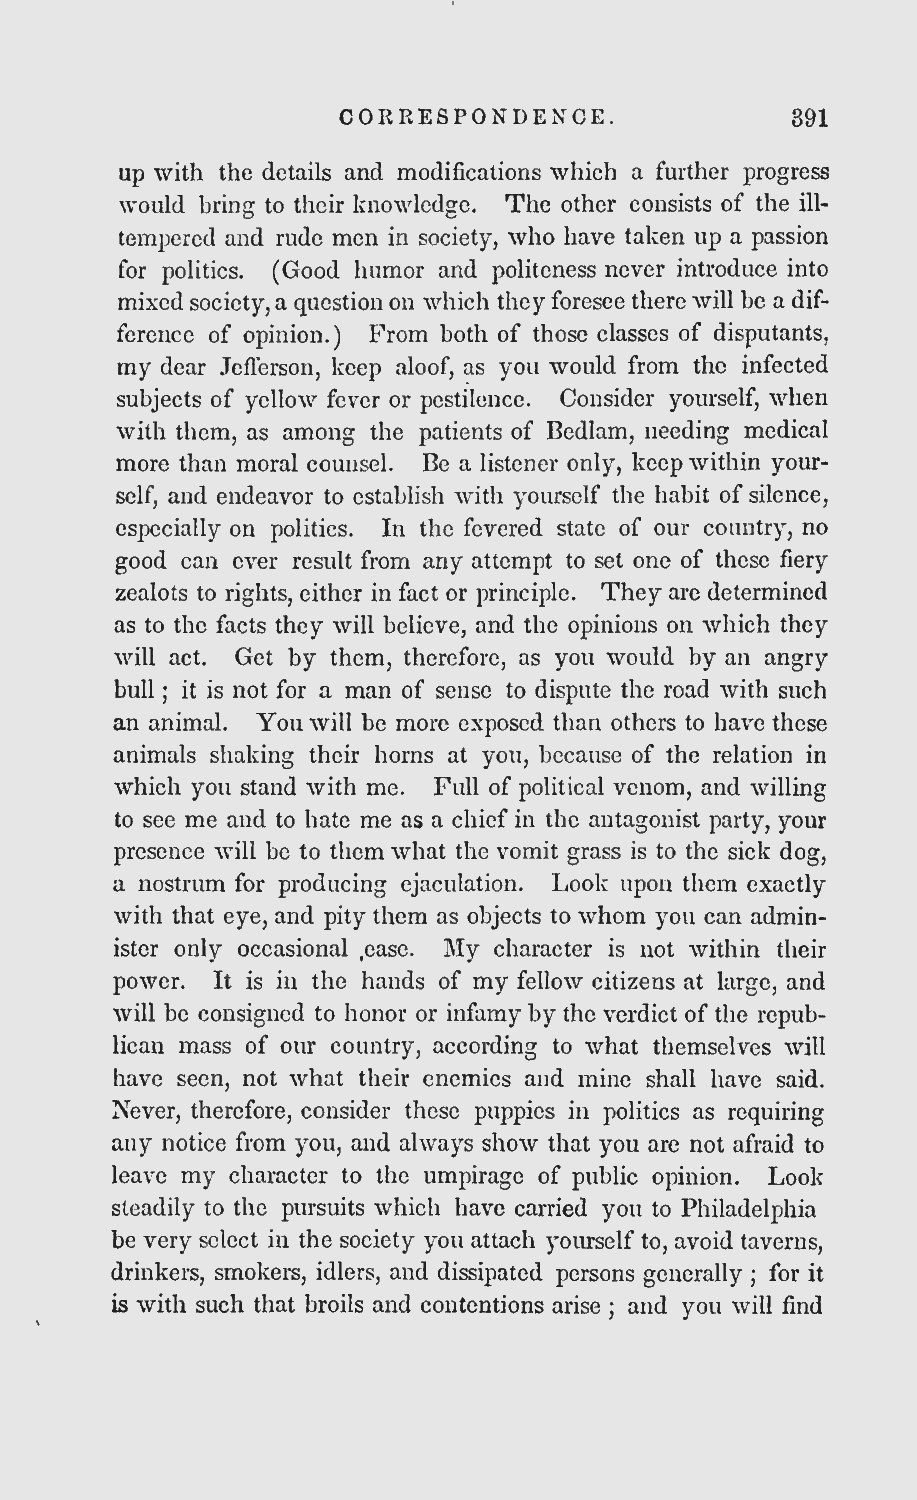 CORRESPONDENCE. 391
up with the details and modifications which a further progress
would bring to their knowledge. The other consists of the ill-
tempered and rude men in society, who have taken up a passion
for politics. (Good humor and politeness never introduce into
mixed society, a question on which they foresee there will be a dif-
ference of opinion.) From both of those classes of disputants,
my dear Jefferson, keep aloof, as you would from the infected
subjects of yellow fever or pestilence. Consider yourself, when
with them, as among the patients of Bedlam, needing medical
more than moral counsel. Be a listener only, keep within your-
self, and endeavor to establish with yourself the habit of silence,
especially on politics. In the fevered state of our country, no
good can ever result from any attempt to set one of these fiery
zealots to rights, either in fact or principle. They are determined
as to the facts they will believe, and the opinions on which they
will act. Get by them, therefore, as you would by an angry
bull ; it is not for a man of sense to dispute the road with such
an animal. You will be more exposed than others to have these
animals shaking their horns at you, because of the relation in
which you stand with me. Full of political venom, and willing
to see me and to hate me as a chief in the antagonist party, your
presence will be to them what the vomit grass is to the sick dog,
a nostrum for producing ejaculation. Look upon them exactly
with that eye, and pity them as objects to whom you can admin-
ister only occasional ease. My character is not within their
power. It is in the hands of my fellow citizens at large, and
will be consigned to honor or infamy by the verdict of the repub-
lican mass of our country, according to what themselves will
have seen, not what their enemies and mine shall have said.
Never, therefore, consider these puppies in politics as requiring
any notice from you, and always show that you are not afraid to
leave my character to the umpirage of public opinion. Look
steadily to the pursuits which have carried you to Philadelphia
be very select in the society you attach yourself to, avoid taverns,
drinkers, smokers, idlers, and dissipated persons generally ; for it
is with such that broils and contentions arise ; and you will find